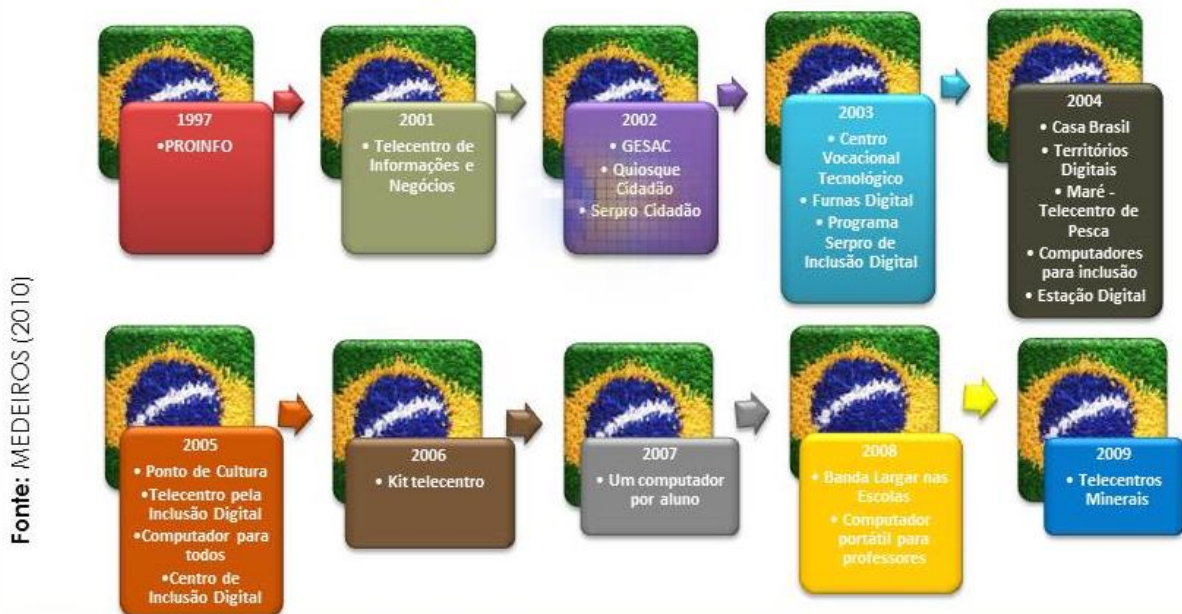 1997
•PROINFO
2001
• Telecentro de
Informações e
Negócios
2002
• GESAC
• Quiosque
Cidadão
• Serpro Cidadão
2003
• Centro
Vocacional
Tecnológico
• Furnas Digital
• Programa
Serpro de
Inclusão Digital
2004
• Casa Brasil
• Territórios
Digitais
• Maré -
Telecentro de
Pesca
• Computadores
para inclusão
• Estação Digital
2005
• Ponto de Cultura
•Telecentro pela
Inclusão Digital
•Computador para
todos
•Centro de
Inclusão Digital
2006
• Kit telecentro
2007
• Um computador
por aluno
2008
• Banda Largar nas
Escolas
• Computador
portátil para
professores
2009
• Telecentros
Minerais
Fonte: MEDEIROS (2010)